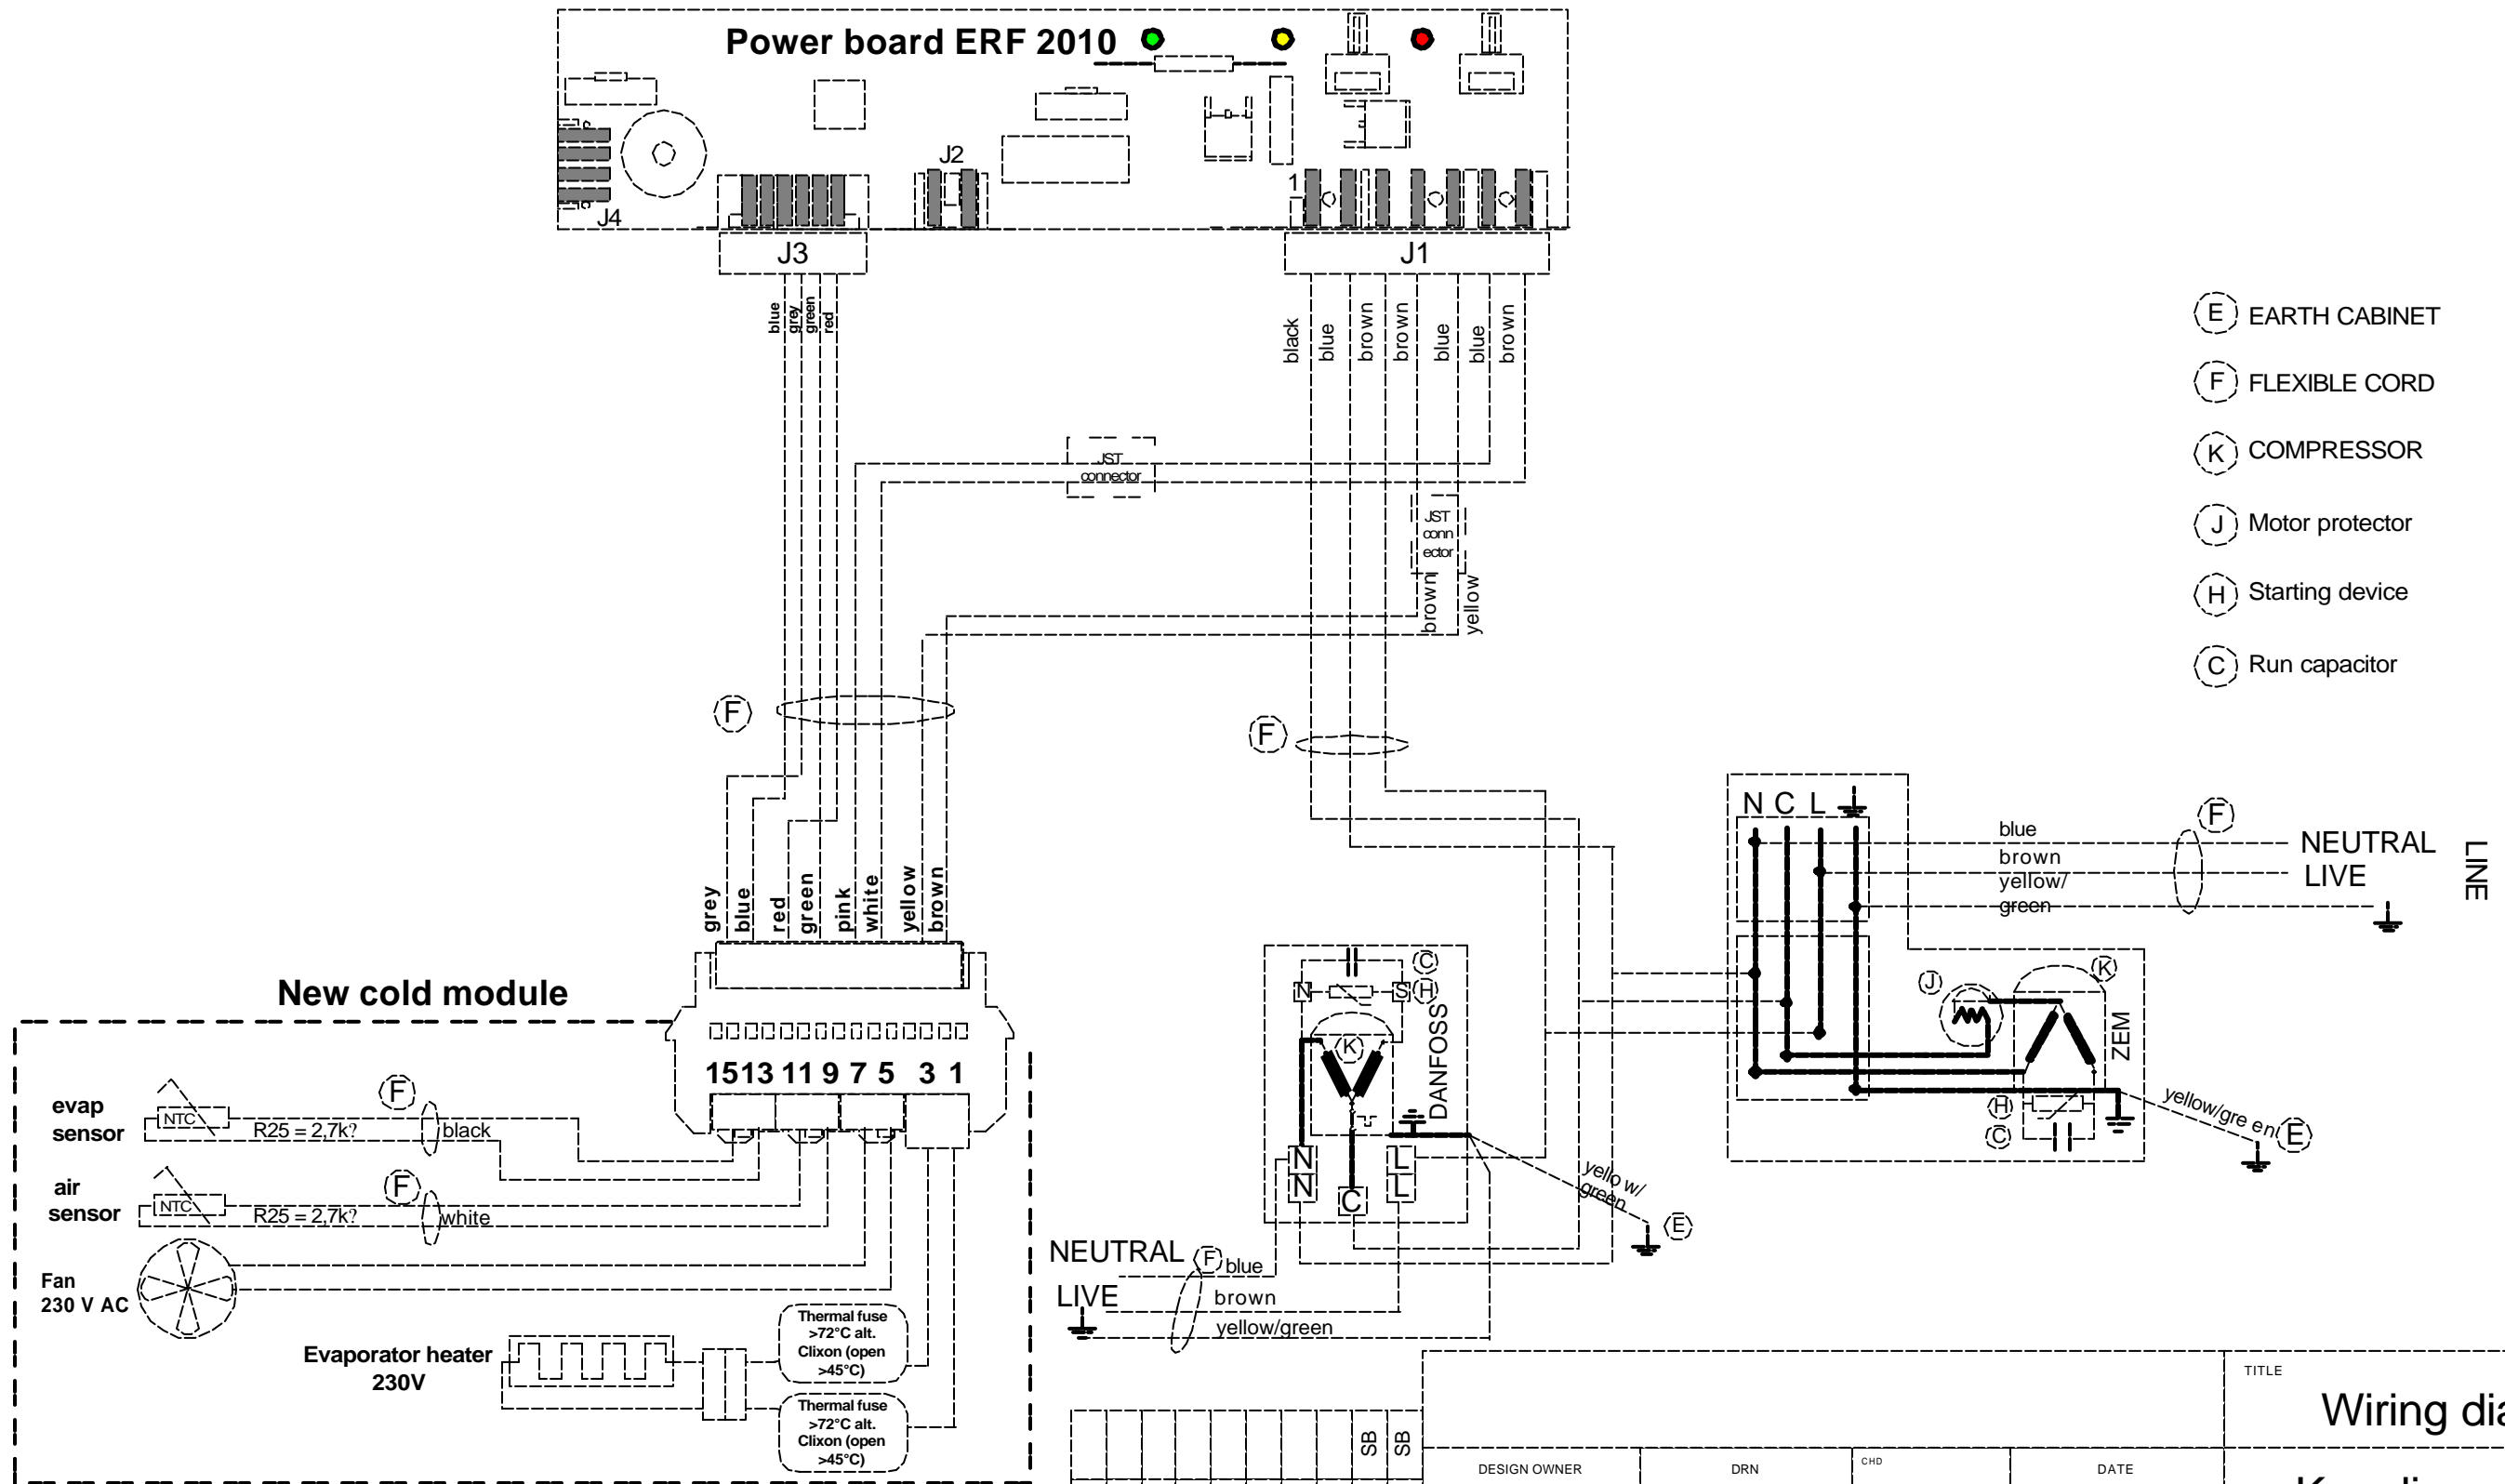 Power board ERF 2010
J2
J4
1
J3
J1
blue
grey
green
red
black
blue
brown
brown
blue
blue
brown
E EARTH CABINET
F FLEXIBLE CORD
K COMPRESSOR
J Motor protector
H Starting device
C Run capacitor
JST
connector
JST
conn
ector
brown
yellow
F
F
grey
blue
red
green
pink
white
yellow
brown
N C L
F
blue
NEUTRAL
brown
LIVE
yellow/
green
LINE
New cold module
15 13 11 9 7 5 3 1
evap
sensor
NTC
R25 = 2,7k?
F
black
air
sensor
NTC
R25 = 2,7k?
F
white
Fan
230 V AC
Evaporator heater
230V
Thermal fuse
>72°C alt.
Clixon (open
>45°C)
Thermal fuse
>72°C alt.
Clixon (open
>45°C)
C
N S H
K
DANFOSS
N L
N L
C
yellow/
green
E
J
K
ZEM
H
C
yellow/green
E
NEUTRAL F blue
LIVE
brown
yellow/green
SB
SB
TITLE
Wiring dia
DESIGN OWNER
DRN
CHD
DATE